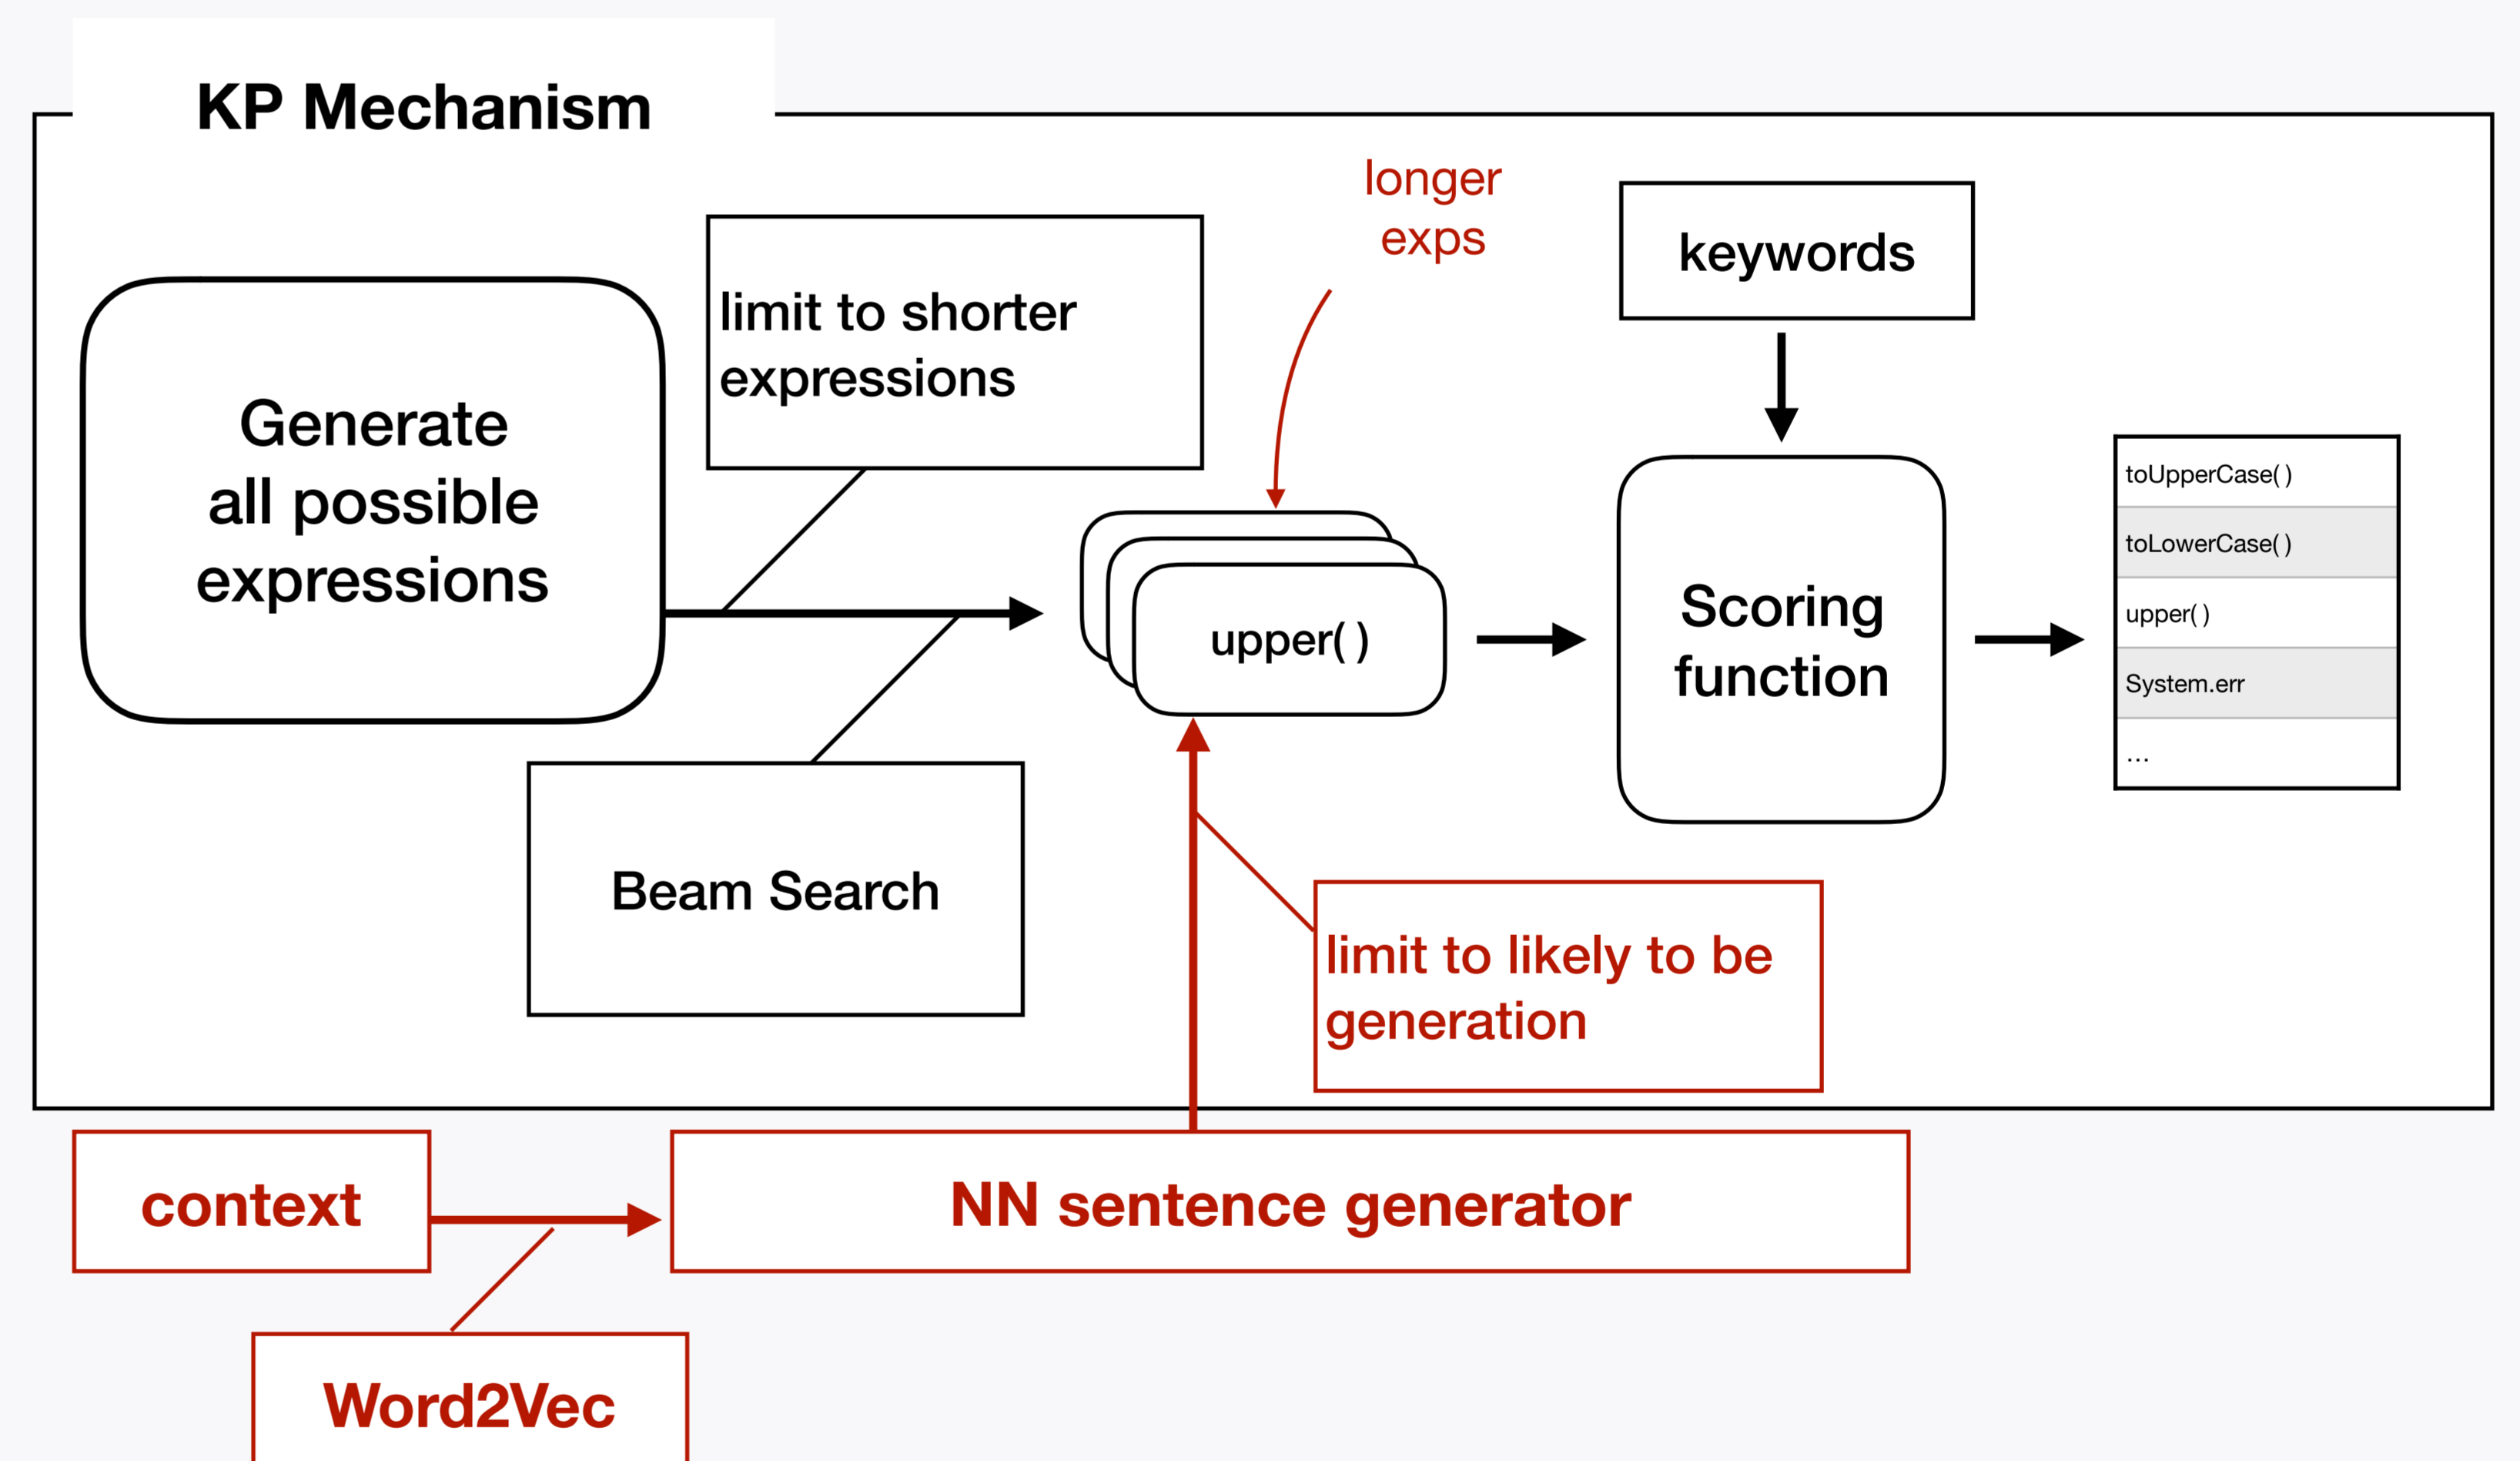 KP Mechanism
Generate
all possible
expressions
limit to shorter
expressions
Beam Search
longer
exps
upper( )
keywords
Scoring
function
toUpperCase( )
toLowerCase( )
upper( )
System.err
...
limit to likely to be
generation
context
NN sentence generator
Word2Vec